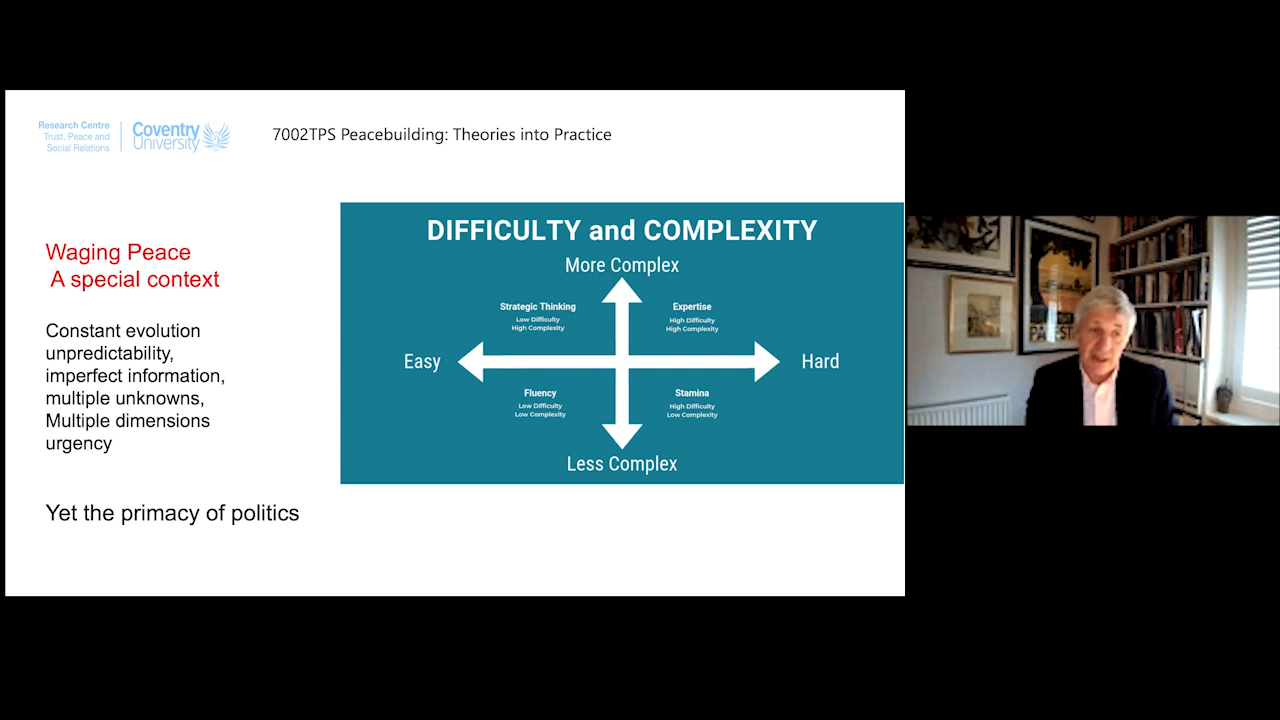 Research Centre
Trust, Peace and
Social Relations
Coventry
University
7002TPS Peacebuilding: Theories into Practice
Waging Peace
A special context
Constant evolution
unpredictability,
imperfect information,
multiple unknowns,
Multiple dimensions
urgency
Yet the primacy of politics
DIFFICULTY and COMPLEXITY
More Complex
Strategic Thinking
Low Difficulty
High Complexity
Expertise
High Difficulty
High Complexity
Easy
Hard
Fluency
Low Difficulty
Low Complexity
Stamina
High Difficulty
Low Complexity
Less Complex